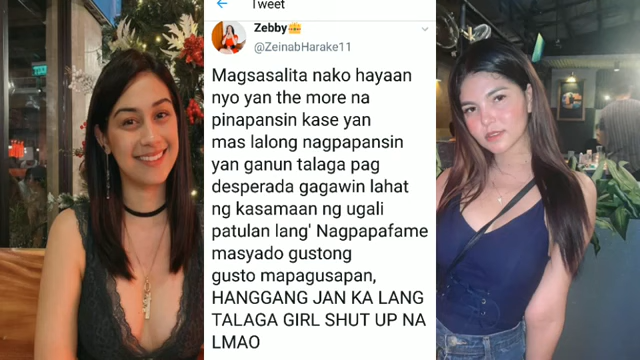 Tweet
Zebby✊
@ZeinabHarake11
Magsasalita nako hayaan
nyo yan the more na
pinapansin kase yan
mas lalong nagpapansin
yan ganun talaga pag
desperada gagawin lahat
ng kasamaan ng ugali
patulan lang' Nagpapafame
masyado gustong
gusto mapagusapan,
HANGGANG JAN KA LANG
TALAGA GIRL SHUT UP NA
LMAO